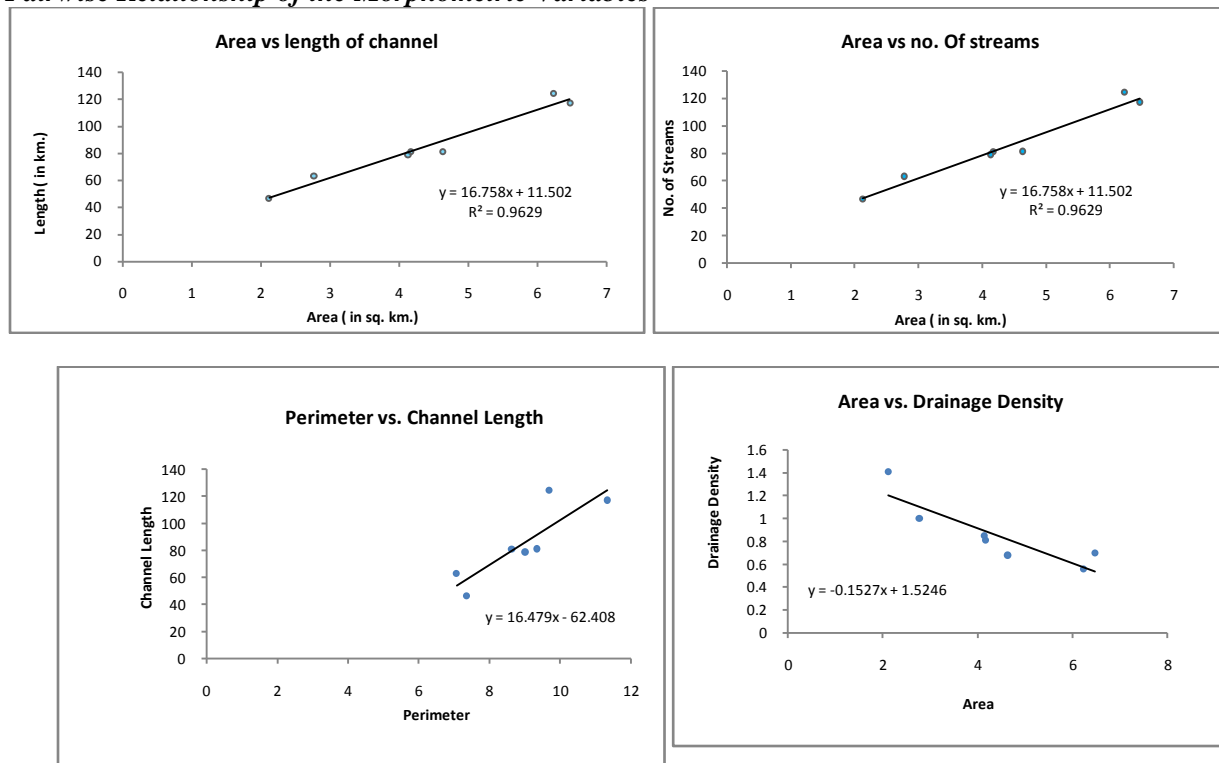 Pairwise Relationship of the Morphometric Variables
Area vs length of channel
Length ( in km.)
140
120
100
80
60
40
20
0
y = 16.758x + 11.502
R² = 0.9629
0 1 2 3 4 5 6 7
Area ( in sq. km.)
Area vs no. Of streams
No. of Streams
140
120
100
80
60
40
20
0
y = 16.758x + 11.502
R² = 0.9629
0 1 2 3 4 5 6 7
Area ( in sq. km.)
Perimeter vs. Channel Length
Channel Length
140
120
100
80
60
40
20
0
y = 16.479x - 62.408
0 2 4 6 8 10 12
Perimeter
Area vs. Drainage Density
Drainage Density
1.6
1.4
1.2
1
0.8
0.6
0.4
0.2
0
y = -0.1527x + 1.5246
0 2 4 6 8
Area